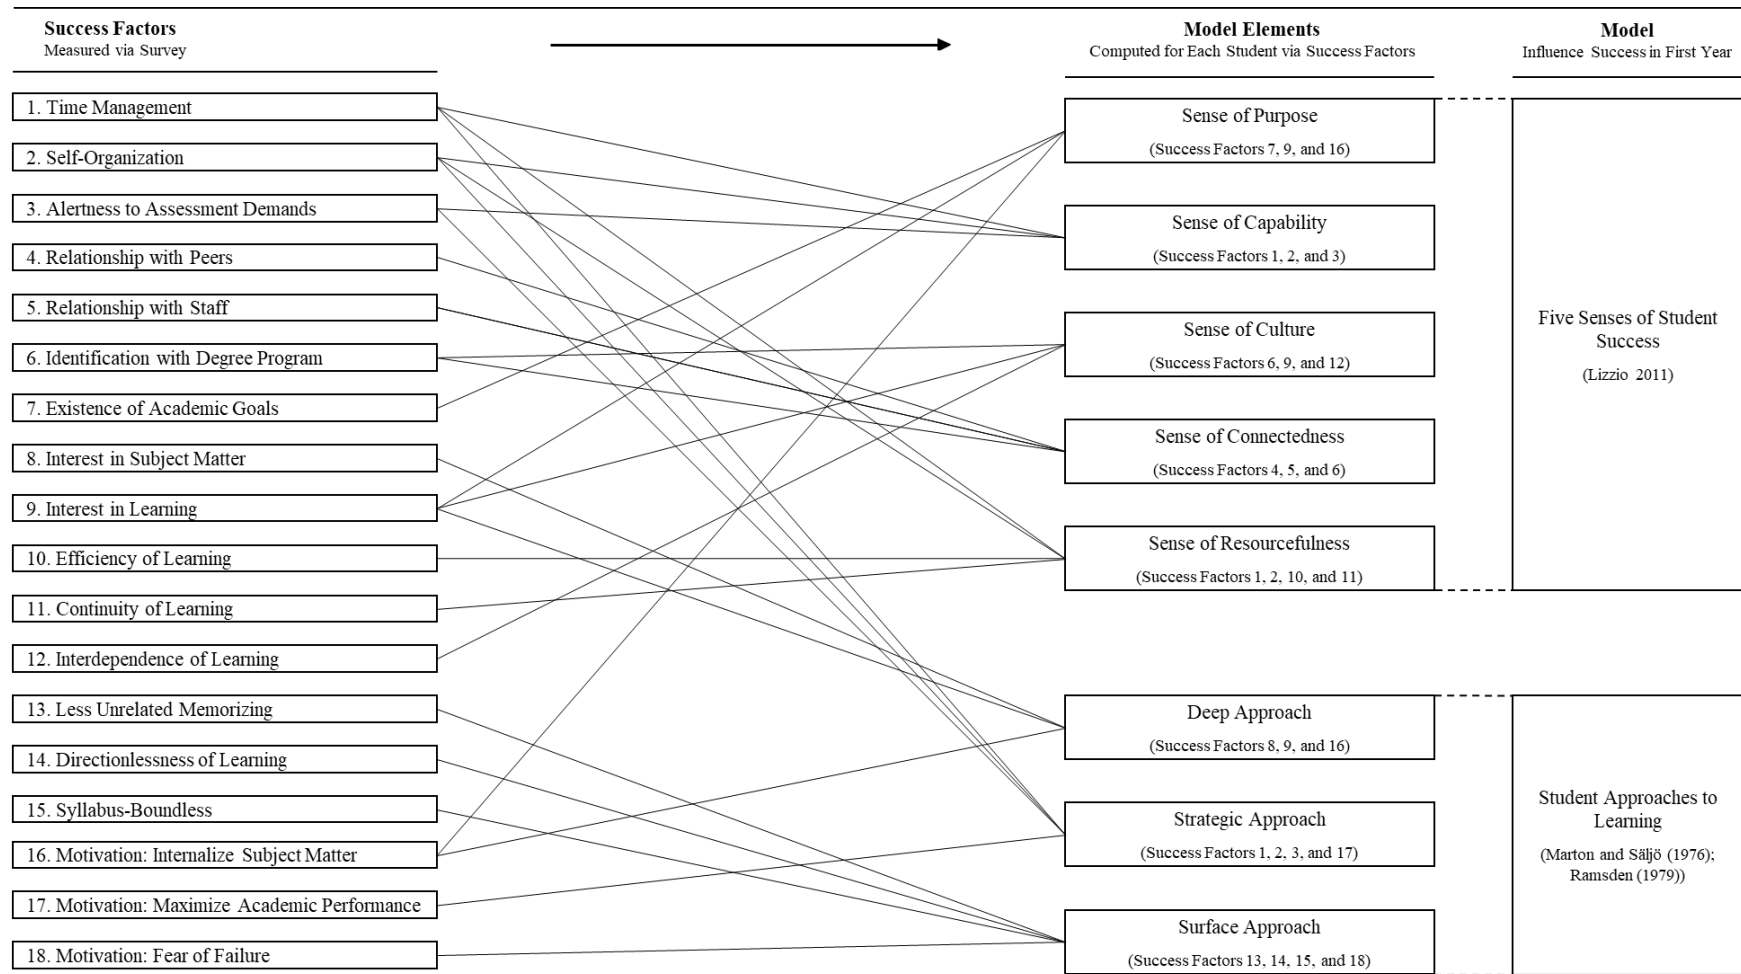 Success Factors
Measured via Survey
Model Elements
Computed for Each Student via Success Factors
Model
Influence Success in First Year
1. Time Management
2. Self-Organization
3. Alertness to Assessment Demands
4. Relationship with Peers
5. Relationship with Staff
6. Identification with Degree Program
7. Existence of Academic Goals
8. Interest in Subject Matter
9. Interest in Learning
10. Efficiency of Learning
11. Continuity of Learning
12. Interdependence of Learning
13. Less Unrelated Memorizing
14. Directionlessness of Learning
15. Syllabus-Boundless
16. Motivation: Internalize Subject Matter
17. Motivation: Maximize Academic Performance
18. Motivation: Fear of Failure
Sense of Purpose
(Success Factors 7, 9, and 16)
Sense of Capability
(Success Factors 1, 2, and 3)
Sense of Culture
(Success Factors 6, 9, and 12)
Sense of Connectedness
(Success Factors 4, 5, and 6)
Sense of Resourcefulness
(Success Factors 1, 2, 10, and 11)
Deep Approach
(Success Factors 8, 9, and 16)
Strategic Approach
(Success Factors 1, 2, 3, and 17)
Surface Approach
(Success Factors 13, 14, 15, and 18)
Five Senses of Student
Success
(Lizzio 2011)
Student Approaches to
Learning
(Marton and Säljö (1976);
Ramsden (1979))